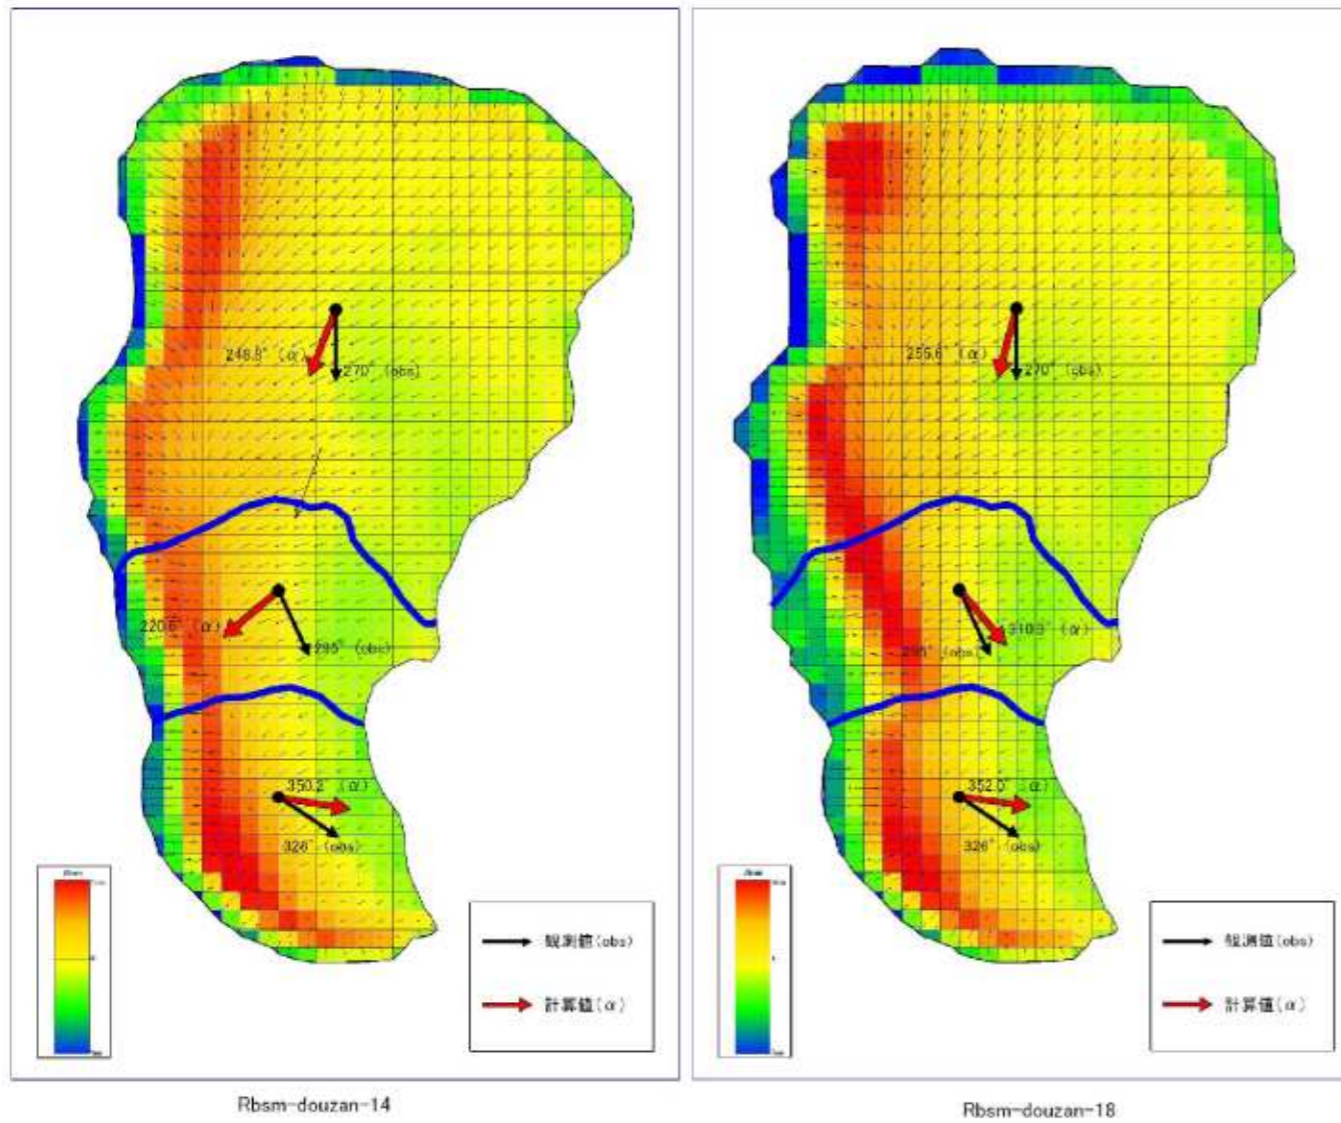 248.8° (α)
270° (obs)
220.6° (α)
295° (obs)
350.2° (α)
326° (obs)
観測値(obs)
計算値(α)
Rbsm-douzan-14
255.6° (α)
270° (obs)
310.3° (α)
295° (obs)
352.0° (α)
326° (obs)
観測値(obs)
計算値(α)
Rbsm-douzan-18